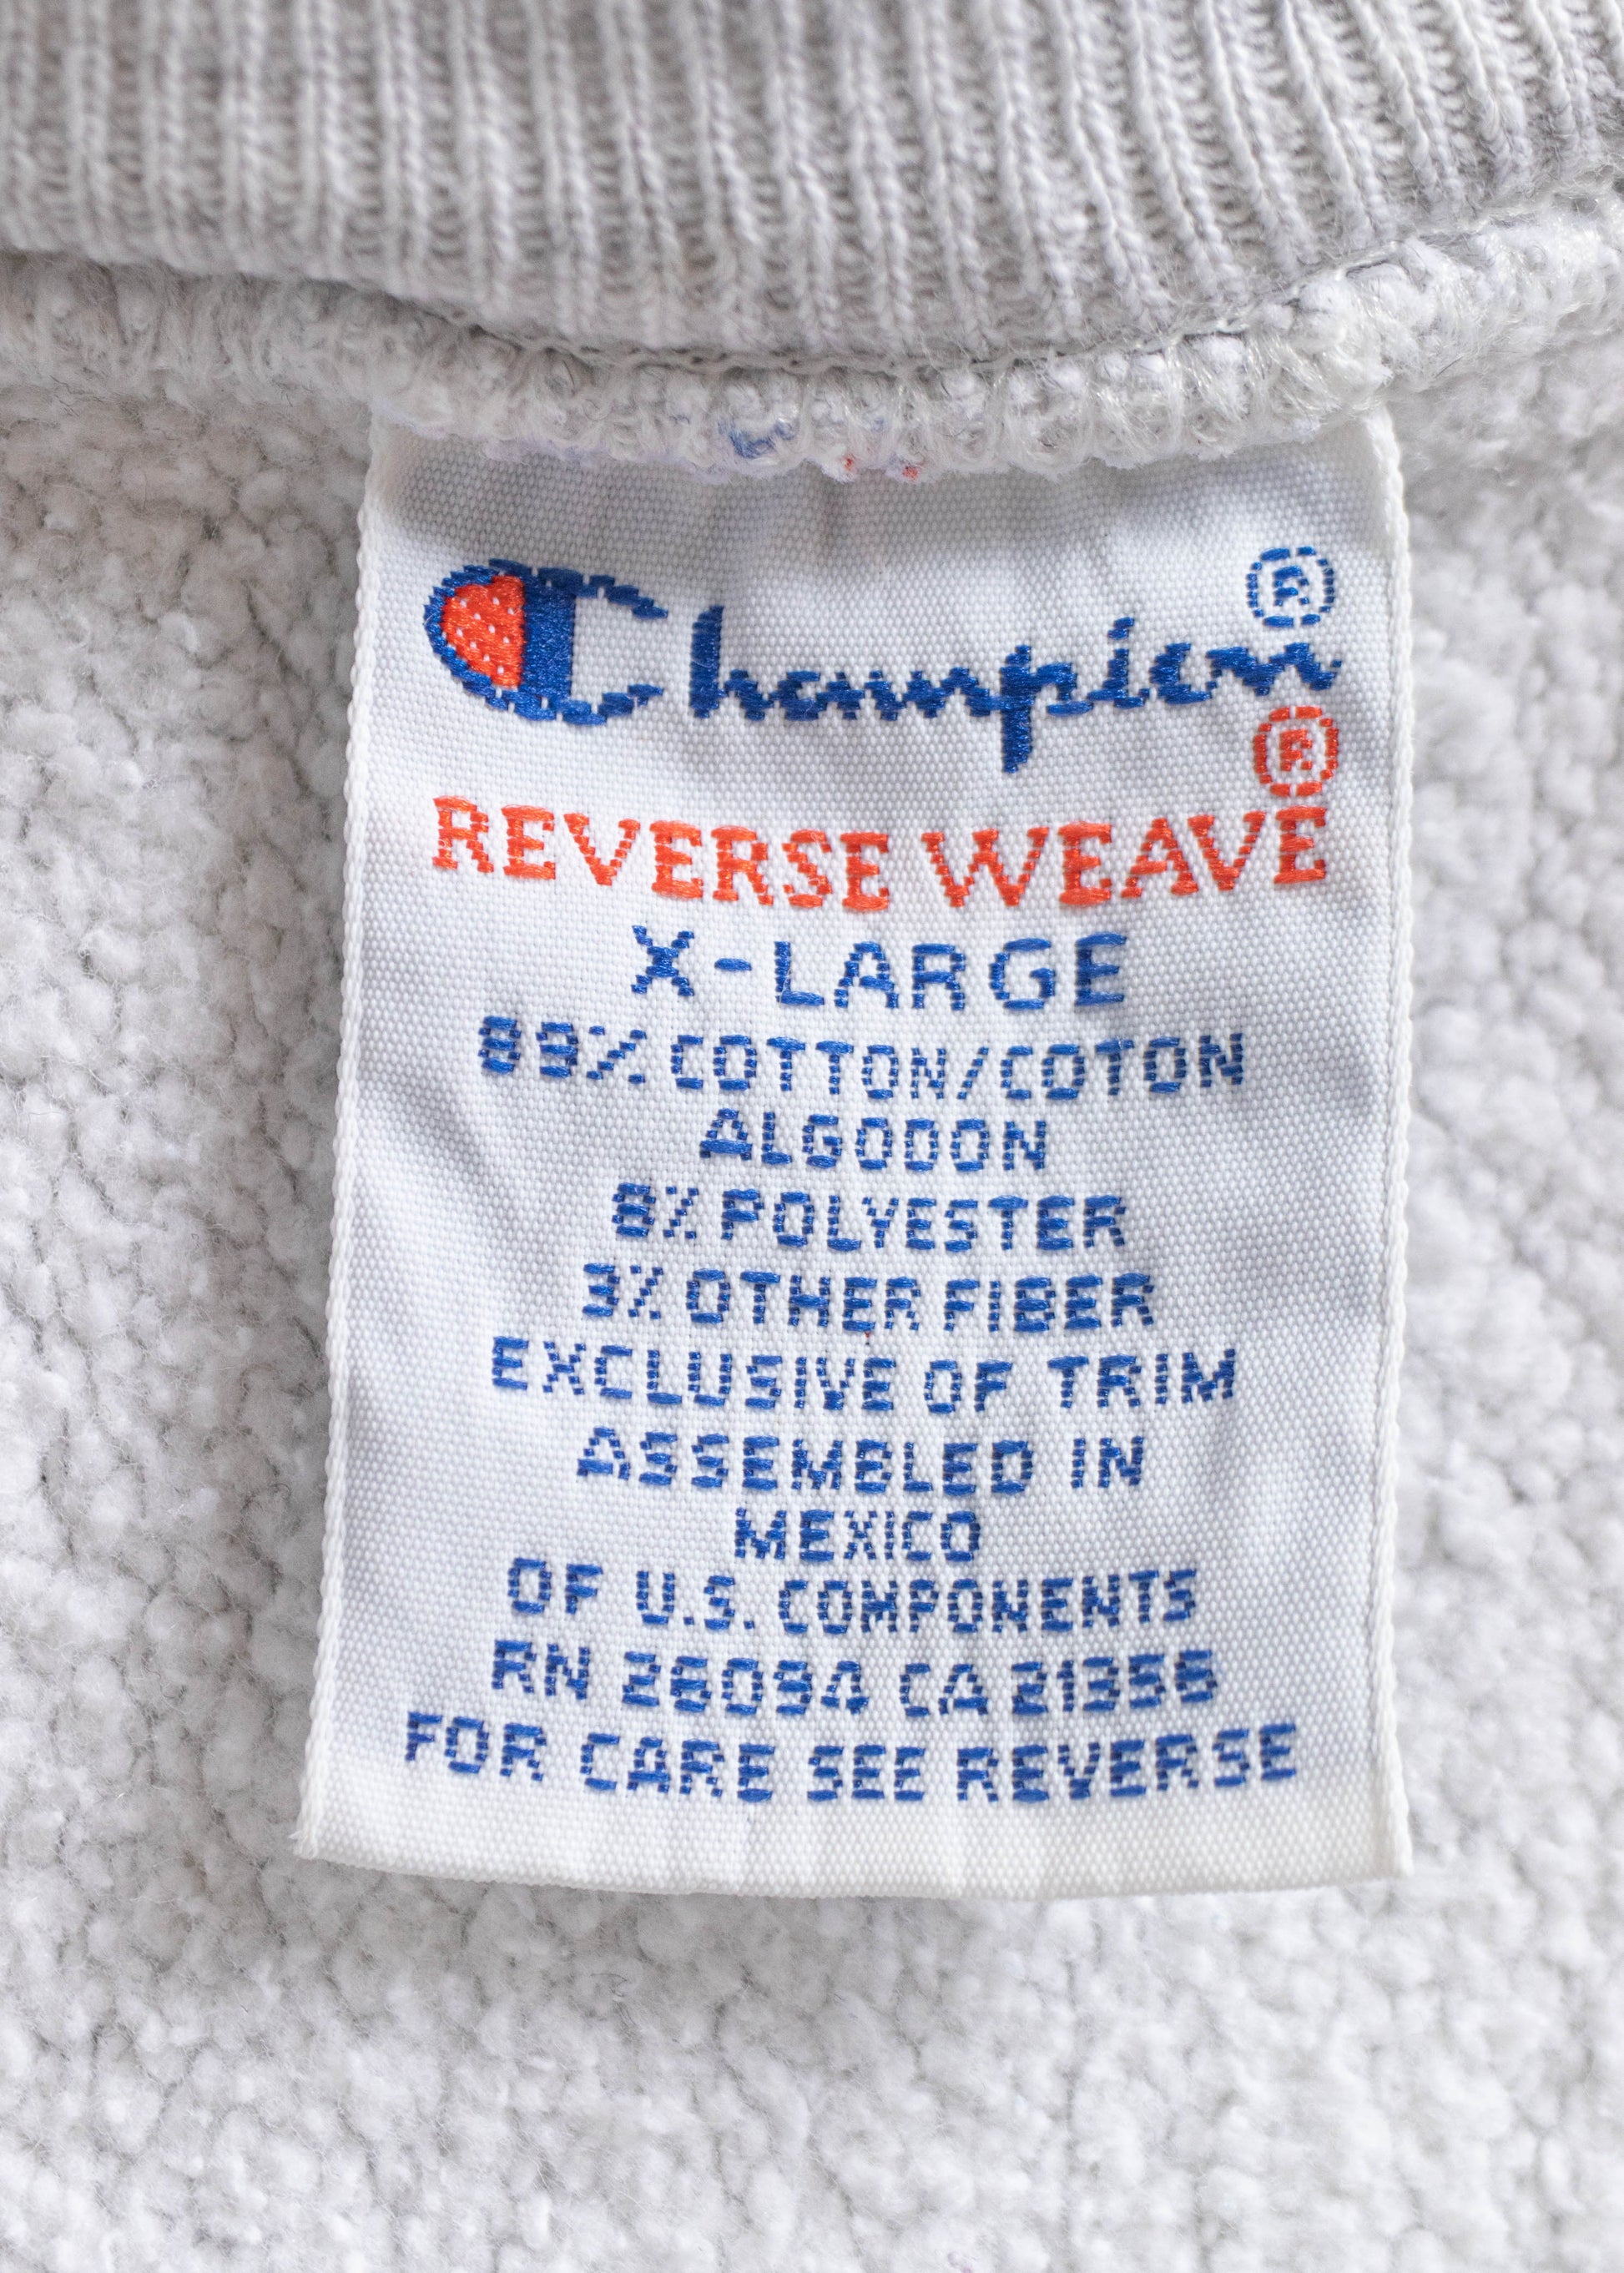 Champion®
REVERSE WEAVE®
X-LARGE
89% COTTON/COTON
ALGODON
8% POLYESTER
3% OTHER FIBER
EXCLUSIVE OF TRIM
ASSEMBLED IN
MEXICO
OF U.S. COMPONENTS
RN 26094 CA 21356
FOR CARE SEE REVERSE